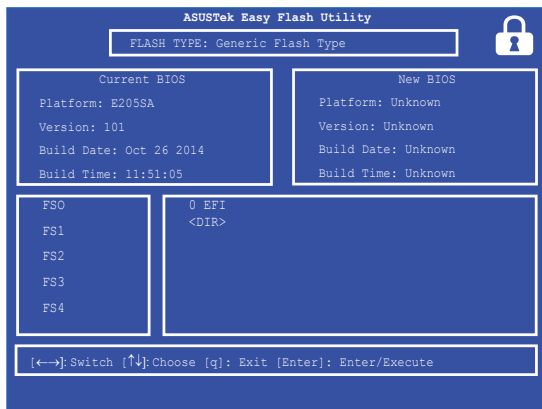 ASUSTek Easy Flash Utility
FLASH TYPE: Generic Flash Type
Current BIOS
Platform: E205SA
Version: 101
Build Date: Oct 26 2014
Build Time: 11:51:05
New BIOS
Platform: Unknown
Version: Unknown
Build Date: Unknown
Build Time: Unknown
FS0
FS1
FS2
FS3
FS4
0 EFI
<DIR>
[←→]: Switch [↑↓]: Choose [q]: Exit [Enter]: Enter/Execute